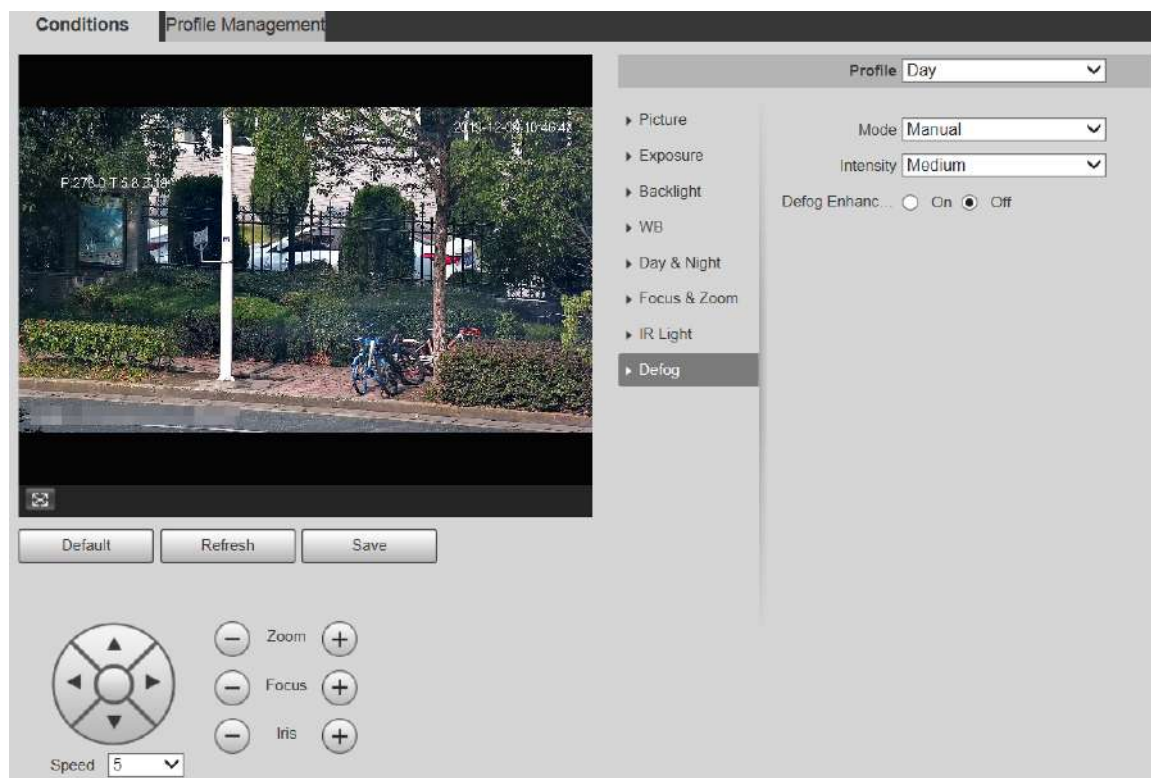 Conditions
Profile Management
Profile Day
Picture
Exposure
Backlight
WB
Day & Night
Focus & Zoom
IR Light
Defog
Mode Manual
Intensity Medium
Defog Enhanc... On Off
Default Refresh Save
Zoom
Focus
Iris
Speed 5